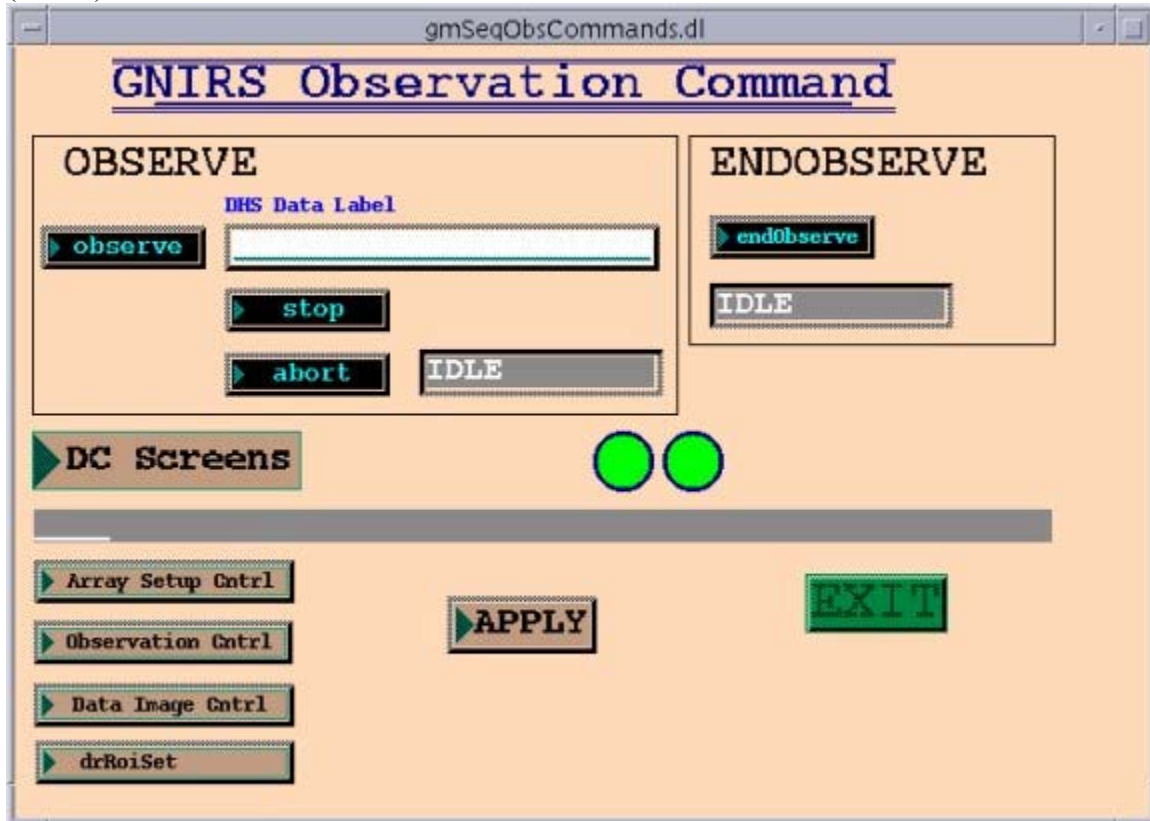 gmSeqObsCommands.dl
GNIRS Observation Command
OBSERVE
DHS Data Label
observe
stop
abort
IDLE
ENDOBSERVE
endObserve
IDLE
DC Screens
Array Setup Cntrl
Observation Cntrl
Data Image Cntrl
drRoiSet
APPLY
EXIT